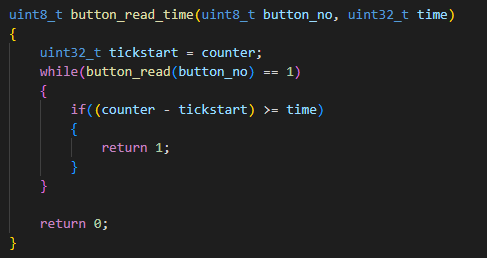 uint8_t button_read_time(uint8_t button_no, uint32_t time)
{
    uint32_t tickstart = counter;
    while(button_read(button_no) == 1)
    {
        if((counter - tickstart) >= time)
        {
            return 1;
        }
    }

    return 0;
}